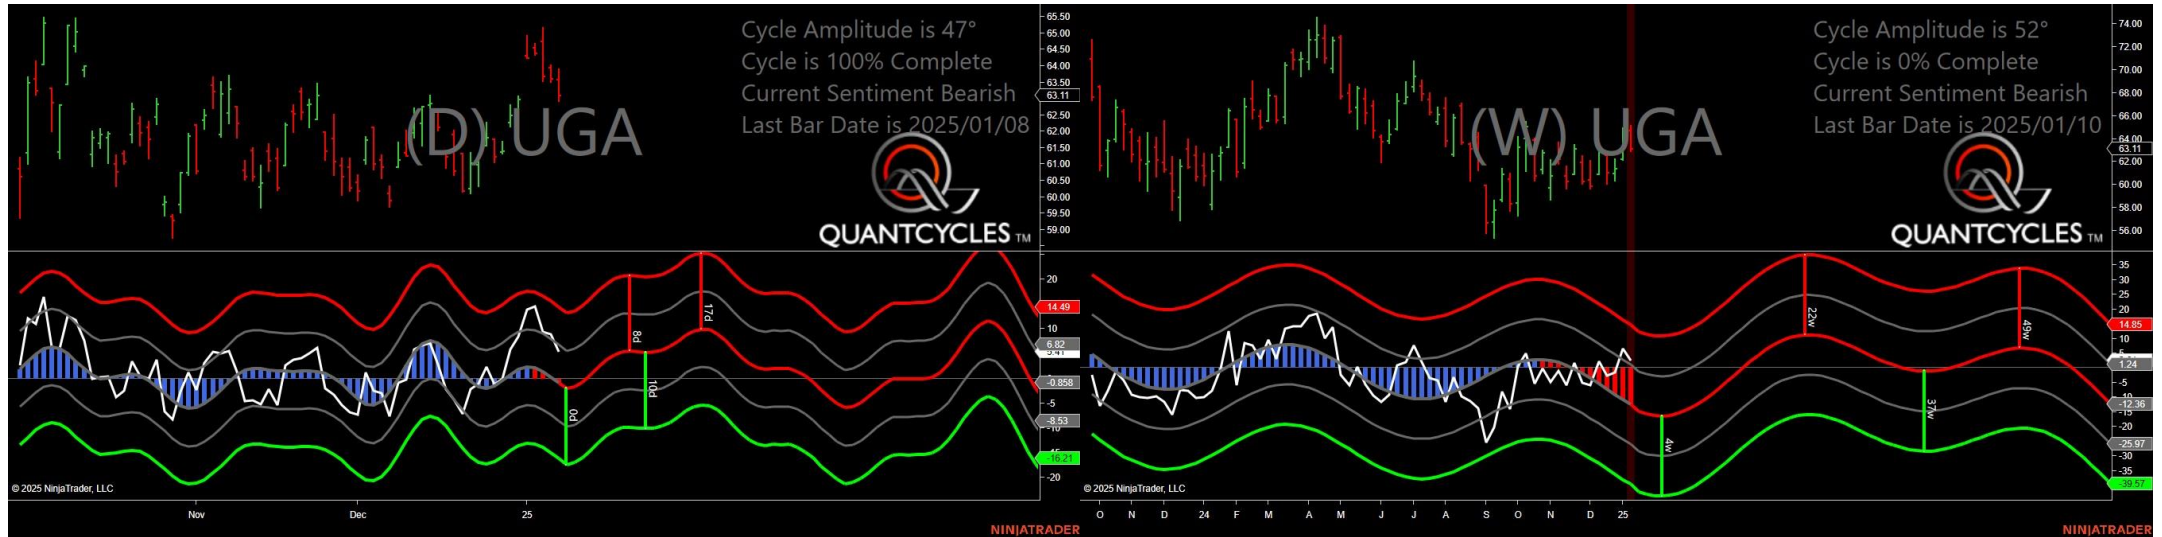 Cycle Amplitude is 47°
Cycle is 100% Complete
Current Sentiment Bearish
Last Bar Date is 2025/01/08
(D) UGA
QUANTCYCLES TM
65.50
65.00
64.50
64.00
63.50
63.11
62.50
62.00
61.50
61.00
60.50
60.00
59.50
59.00
20
14.49
10
6.82
-0.858
-5
-8.53
-16.21
-20
8d
17d
0d
10d
© 2025 NinjaTrader, LLC
Nov
Dec
25
NINJATRADER
Cycle Amplitude is 52°
Cycle is 0% Complete
Current Sentiment Bearish
Last Bar Date is 2025/01/10
(W) UGA
QUANTCYCLES TM
74.00
72.00
70.00
68.00
66.00
64.00
63.11
62.00
60.00
58.00
56.00
35
30
25
20
14.85
10
1.24
-5
-12.36
-15
-25.97
-30
-35
-39.57
22w
49w
4w
37w
© 2025 NinjaTrader, LLC
O N D 24 F M A M J J A S O N D 25
NINJATRADER